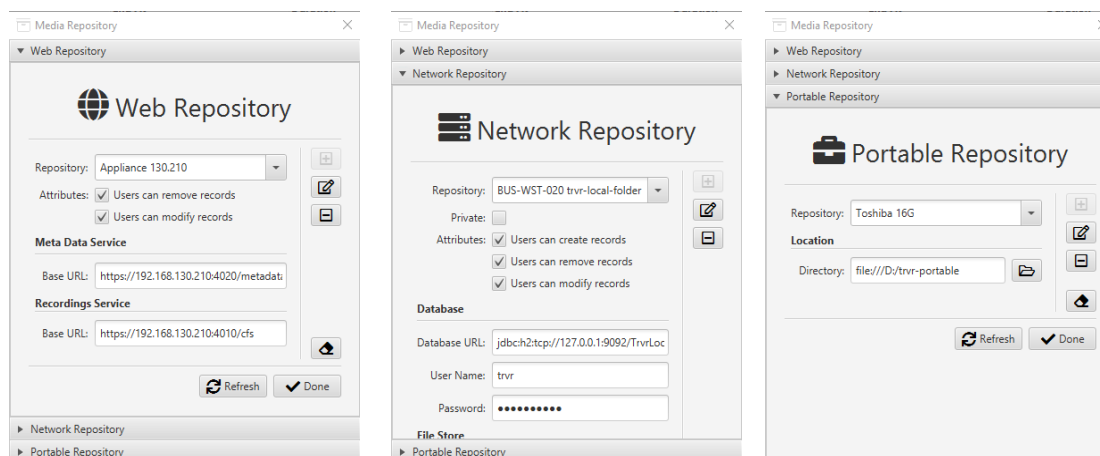 Media Repository
Web Repository
Web Repository
Repository: Appliance 130.210
Attributes: Users can remove records
Users can modify records
Meta Data Service
Base URL: https://192.168.130.210:4020/metadat
Recordings Service
Base URL: https://192.168.130.210:4010/cfs
Refresh Done
Network Repository
Portable Repository
Media Repository
Web Repository
Network Repository
Network Repository
Repository: BUS-WST-020 trvr-local-folder
Private:
Attributes: Users can create records
Users can remove records
Users can modify records
Database
Database URL: jdbc:h2:tcp://127.0.0.1:9092/TrvrLoc
User Name: trvr
Password: ●●●●●●●●●●
File Store
Portable Repository
Media Repository
Web Repository
Network Repository
Portable Repository
Portable Repository
Repository: Toshiba 16G
Location
Directory: file:///D:/trvr-portable
Refresh Done